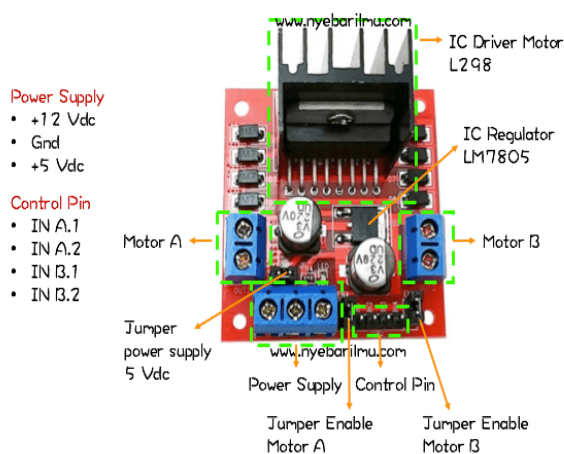 www.nyebarilmu.com
IC Driver Motor
L298
Power Supply
• +12 Vdc
• Gnd
• +5 Vdc
IC Regulator
LM7805
Control Pin
• IN A.1
• IN A.2
• IN B.1
• IN B.2
Motor A
Motor B
Jumper
power supply
5 Vdc
www.nyebarilmu.com
Power Supply
Control Pin
Jumper Enable
Motor A
Jumper Enable
Motor B